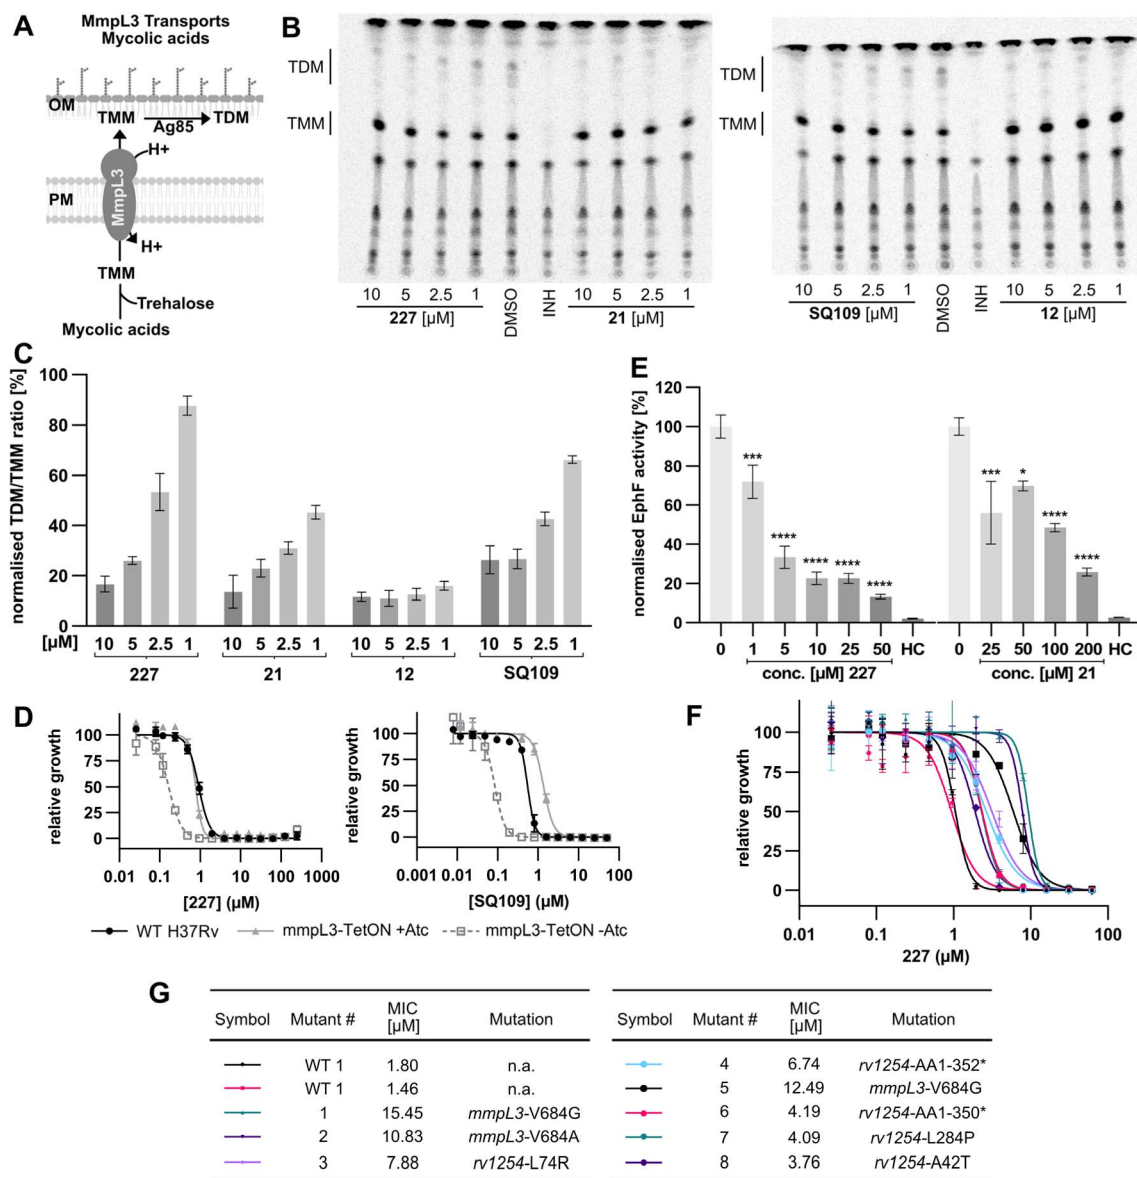 A
MmpL3 Transports
Mycolic acids
OM
TMM
TDM
Ag85
H+
MmpL3
PM
H+
TMM
Trehalose
Mycolic acids
B
TDM
TMM
10 5 2.5 1 DMSO INH 10 5 2.5 1
227 [µM] 21 [µM]
TDM
TMM
10 5 2.5 1 DMSO INH 10 5 2.5 1
SQ109 [µM] 12 [µM]
C
normalised TDM/TMM ratio [%]
100
80
60
40
20
0
[µM] 10 5 2.5 1 10 5 2.5 1 10 5 2.5 1 10 5 2.5 1
227 21 12 SQ109
E
normalised EphF activity [%]
120
100
80
60
40
20
0
*** **** **** **** ****
*** * **** ****
0 1 5 10 25 50 HC 0 25 50 100 200 HC
conc. [µM] 227 conc. [µM] 21
D
relative growth
100
75
50
25
0
0.01 0.1 1 10 100 1000
[227] (µM)
relative growth
100
75
50
25
0
0.001 0.01 0.1 1 10 100
[SQ109] (µM)
WT H37Rv mmpL3-TetON +Atc mmpL3-TetON -Atc
F
relative growth
100
75
50
25
0
0.01 0.1 1 10 100
227 (µM)
G
Symbol Mutant # MIC [µM] Mutation
WT 1 1.80 n.a.
WT 1 1.46 n.a.
1 15.45 mmpL3-V684G
2 10.83 mmpL3-V684A
3 7.88 rv1254-L74R
Symbol Mutant # MIC [µM] Mutation
4 6.74 rv1254-AA1-352*
5 12.49 mmpL3-V684G
6 4.19 rv1254-AA1-350*
7 4.09 rv1254-L284P
8 3.76 rv1254-A42T